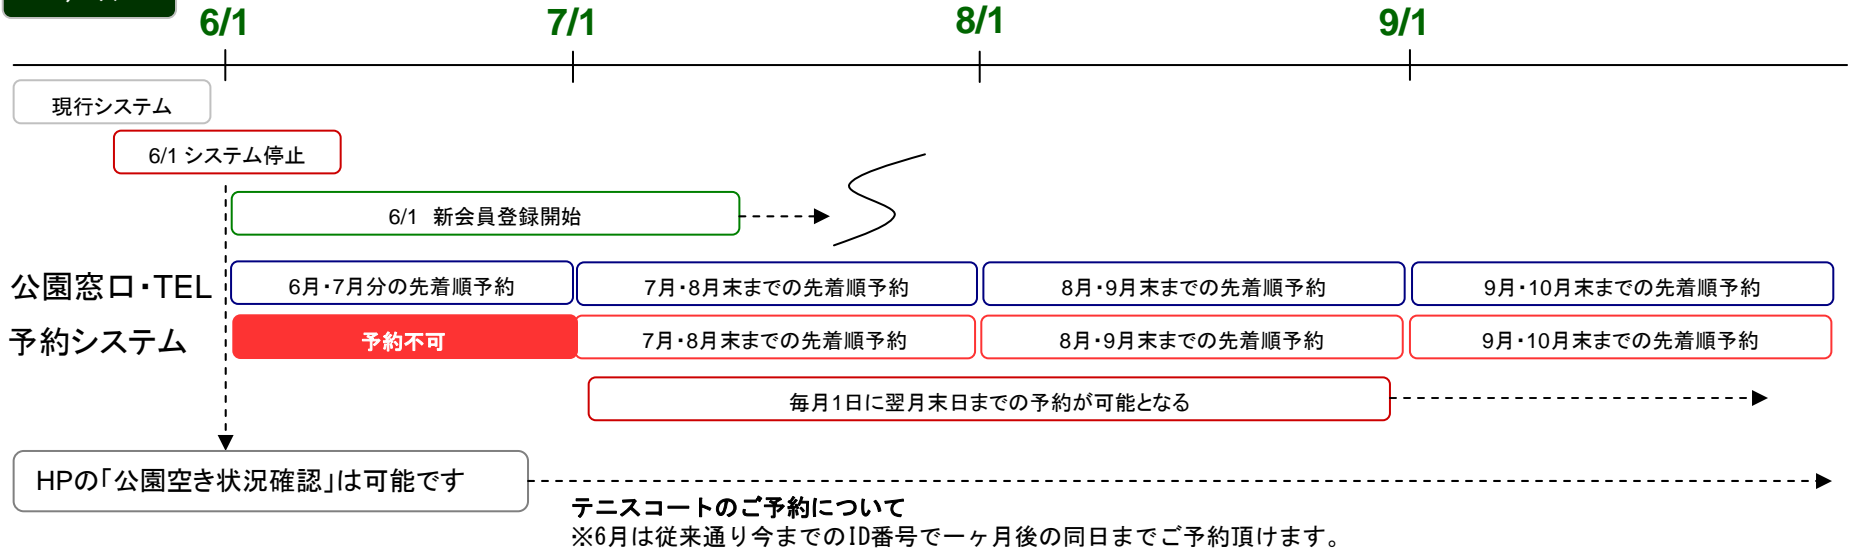 6/1 7/1 8/1 9/1
現行システム
6/1 システム停止
6/1 新会員登録開始
公園窓口・TEL 6月・7月分の先着順予約 7月・8月末までの先着順予約 8月・9月末までの先着順予約 9月・10月末までの先着順予約
予約システム 予約不可 7月・8月末までの先着順予約 8月・9月末までの先着順予約 9月・10月末までの先着順予約
毎月1日に翌月末日までの予約が可能となる
HPの「公園空き状況確認」は可能です
テニスコートのご予約について
※6月は従来通り今までのID番号で一ヶ月後の同日までご予約頂けます。